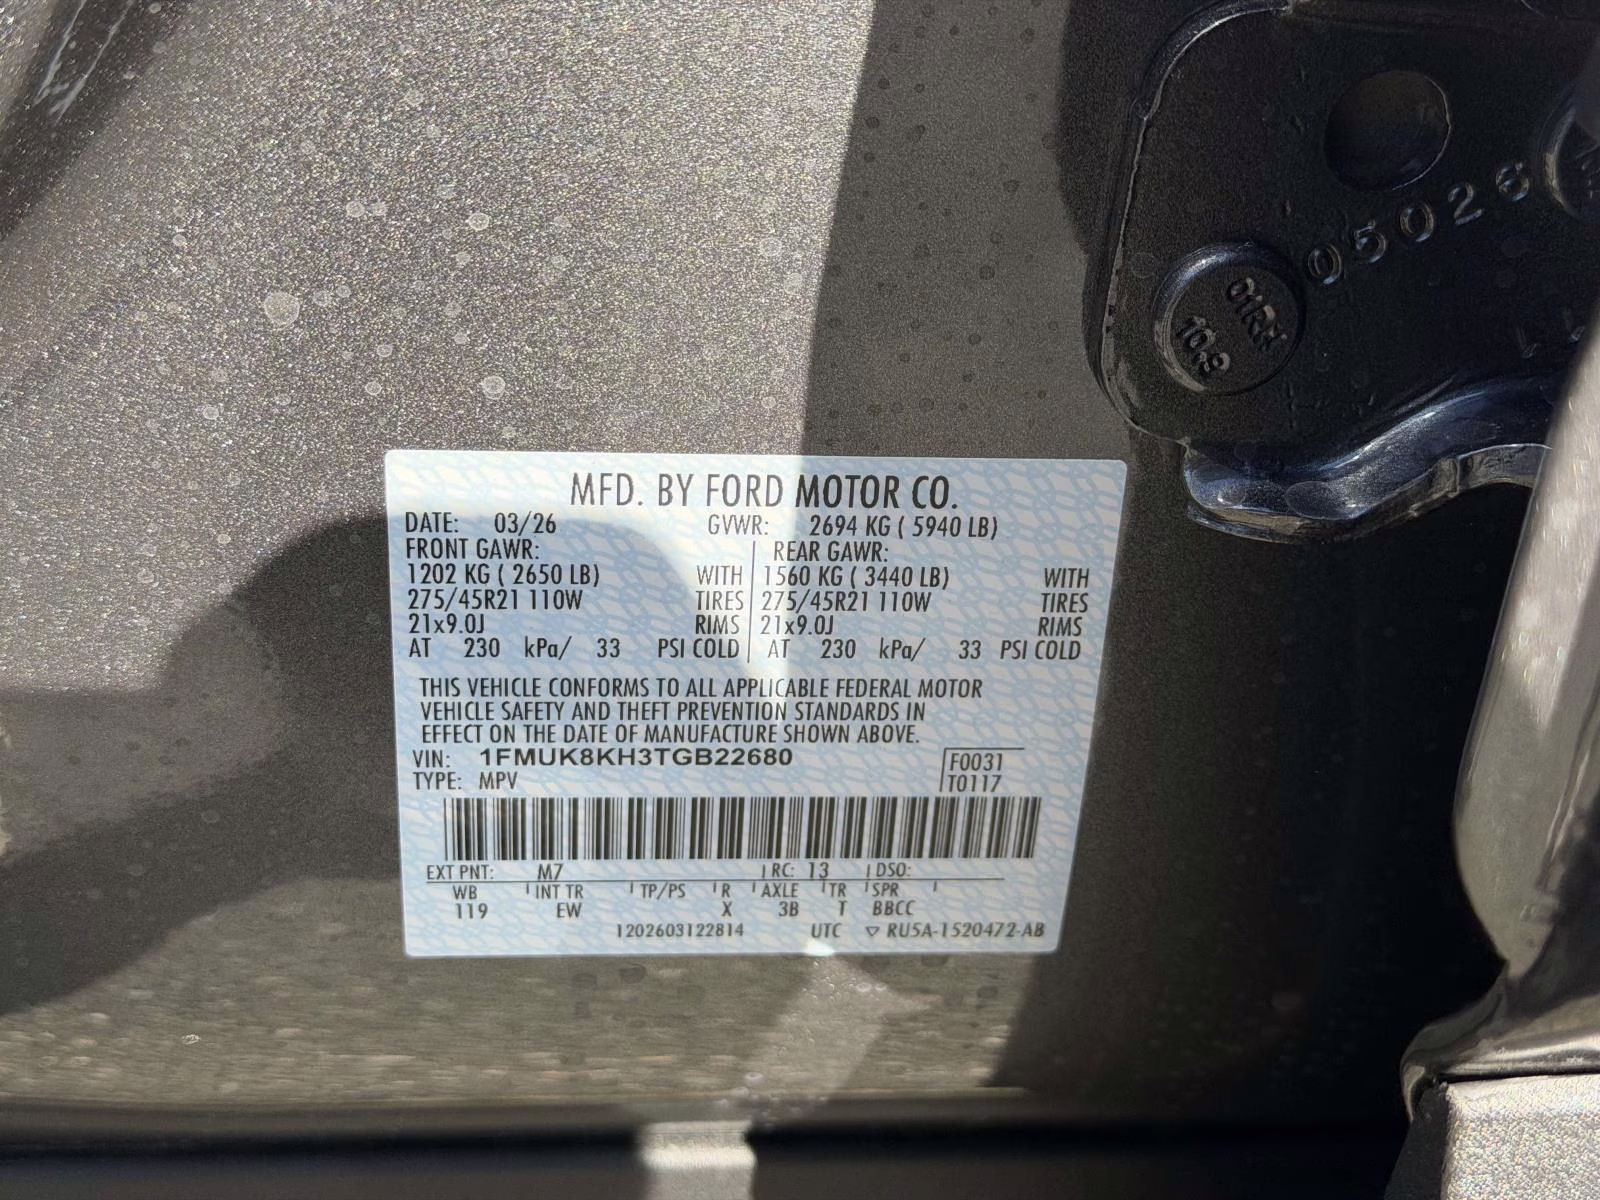 95026
01RH
10.9
MFD. BY FORD MOTOR CO.
DATE: 03/26 GVWR: 2694 KG ( 5940 LB)
FRONT GAWR: REAR GAWR:
1202 KG ( 2650 LB) WITH 1560 KG ( 3440 LB) WITH
275/45R21 110W TIRES 275/45R21 110W TIRES
21x9.0J RIMS 21x9.0J RIMS
AT 230 kPa/ 33 PSI COLD AT 230 kPa/ 33 PSI COLD
THIS VEHICLE CONFORMS TO ALL APPLICABLE FEDERAL MOTOR
VEHICLE SAFETY AND THEFT PREVENTION STANDARDS IN
EFFECT ON THE DATE OF MANUFACTURE SHOWN ABOVE.
VIN: 1FMUK8KH3TGB22680 F0031
TYPE: MPV T0117
EXT PNT: M7 RC: 13 DSO:
WB INT TR TP/PS R AXLE TR SPR
119 EW X 3B T BBCC
1202603122814 UTC ▽ RU5A-1520472-AB